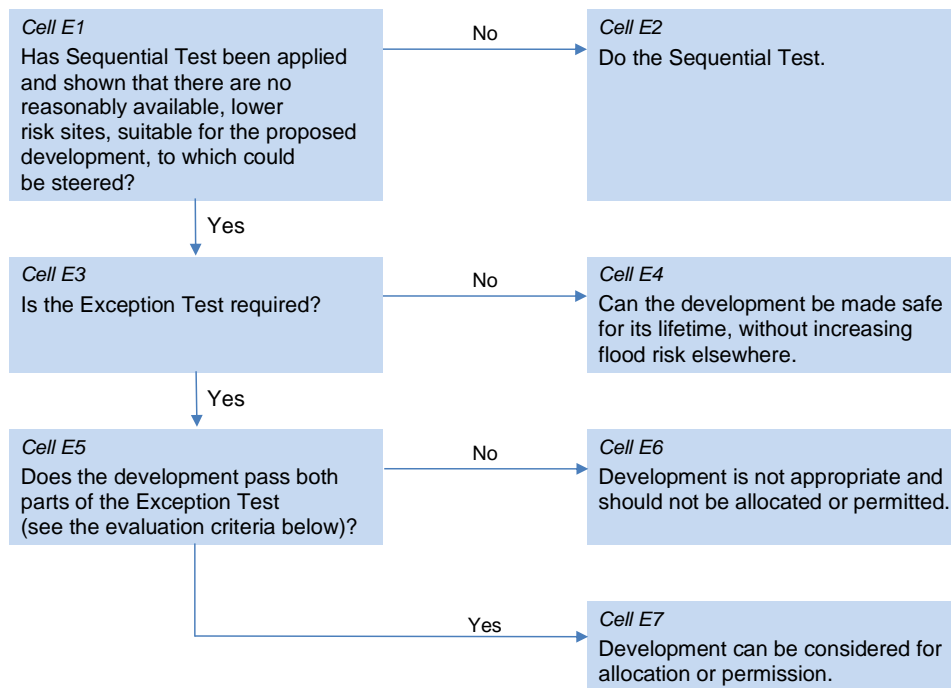 Cell E1
Has Sequential Test been applied
and shown that there are no
reasonably available, lower
risk sites, suitable for the proposed
development, to which could
be steered?
No
Cell E2
Do the Sequential Test.
Yes
Cell E3
Is the Exception Test required?
No
Cell E4
Can the development be made safe
for its lifetime, without increasing
flood risk elsewhere.
Yes
Cell E5
Does the development pass both
parts of the Exception Test
(see the evaluation criteria below)?
No
Cell E6
Development is not appropriate and
should not be allocated or permitted.
Yes
Cell E7
Development can be considered for
allocation or permission.